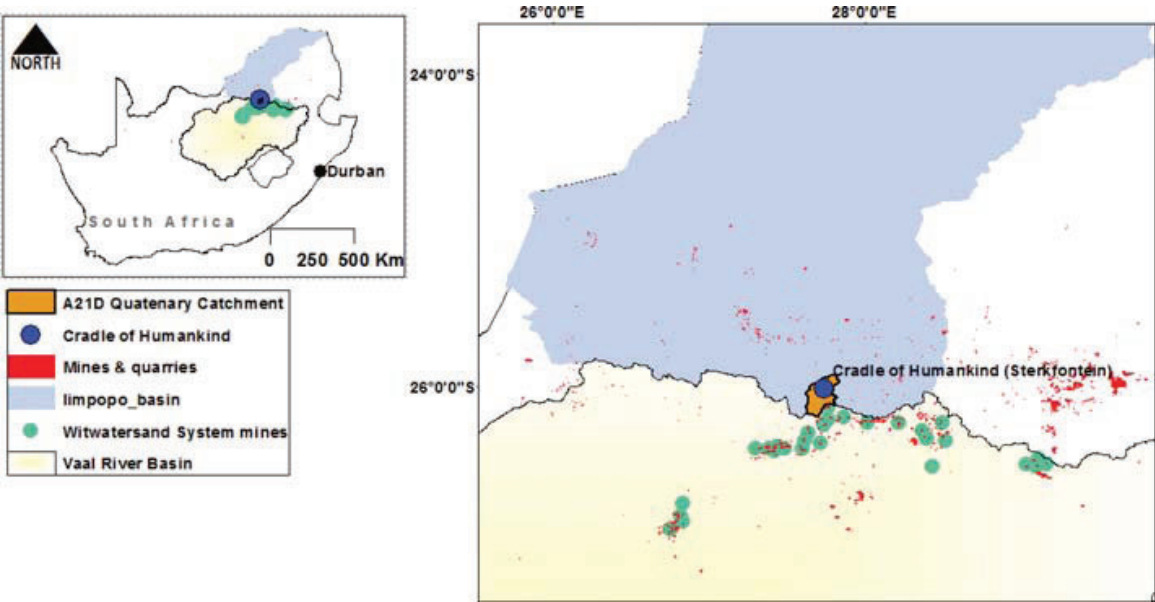 26°0'0"E
28°0'0"E
NORTH
24°0'0"S
Durban
South Africa
0 250 500 Km
A21D Quatenary Catchment
Cradle of Humankind
Mines & quarries
limpopo_basin
Witwatersand System mines
Vaal River Basin
Cradle of Humankind (Sterkfontein)
26°0'0"S